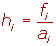 hᵢ = fᵢ / aᵢ